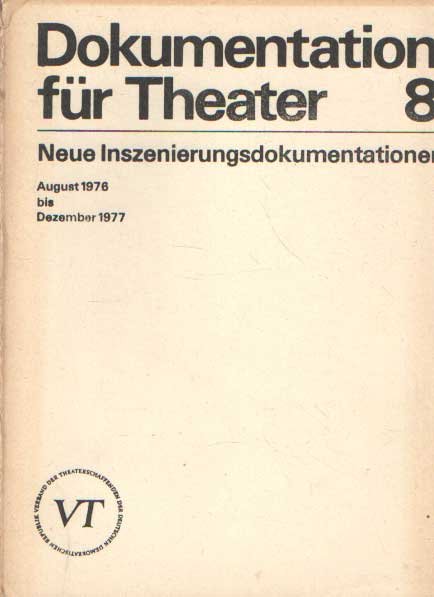 Dokumentation
für Theater 8
Neue Inszenierungsdokumentationen
August 1976
bis
Dezember 1977
VERBAND DER THEATERSCHAFFENDEN DER DEUTSCHEN DEMOKRATISCHEN REPUBLIK
VT